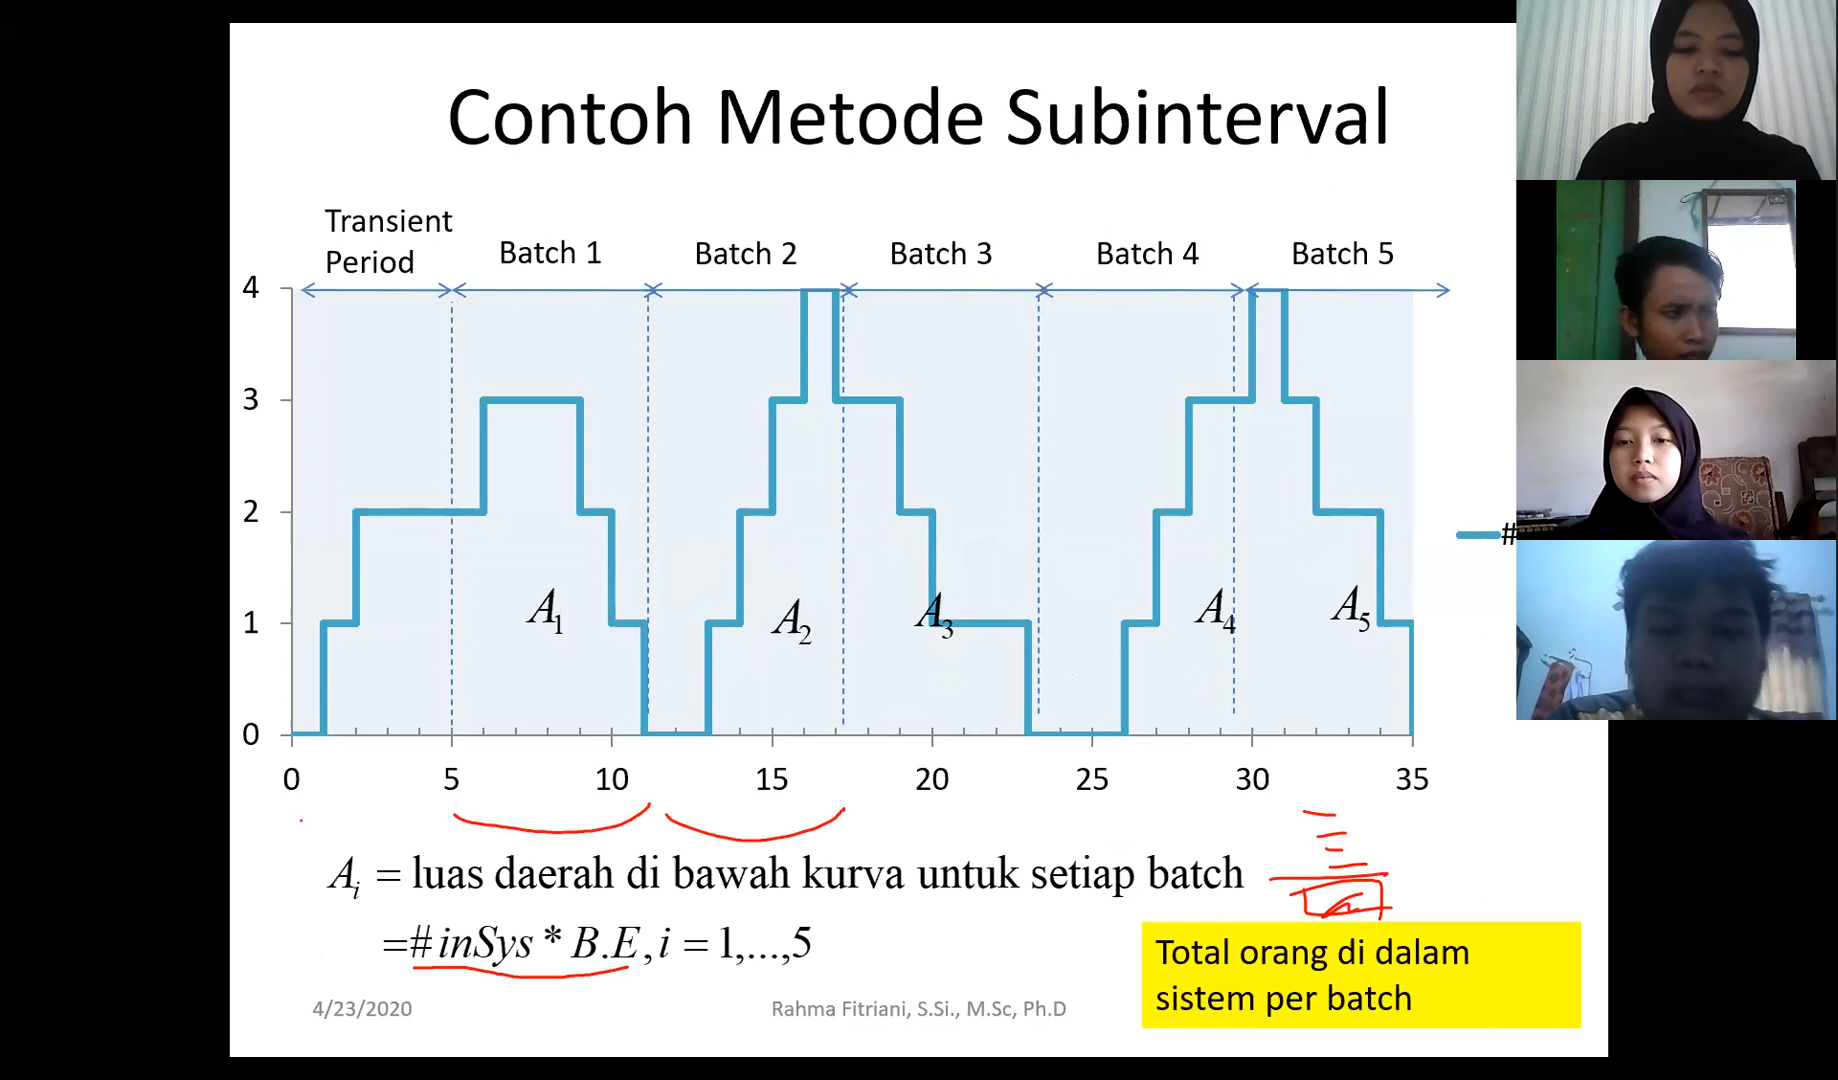 Contoh Metode Subinterval
Transient
Period
Batch 1
Batch 2
Batch 3
Batch 4
Batch 5
4
3
2
1
0
A1
A2
A3
A4
A5
#
0 5 10 15 20 25 30 35
Ai = luas daerah di bawah kurva untuk setiap batch
=#inSys * B.E, i = 1,...,5
Total orang di dalam
sistem per batch
4/23/2020
Rahma Fitriani, S.Si., M.Sc, Ph.D